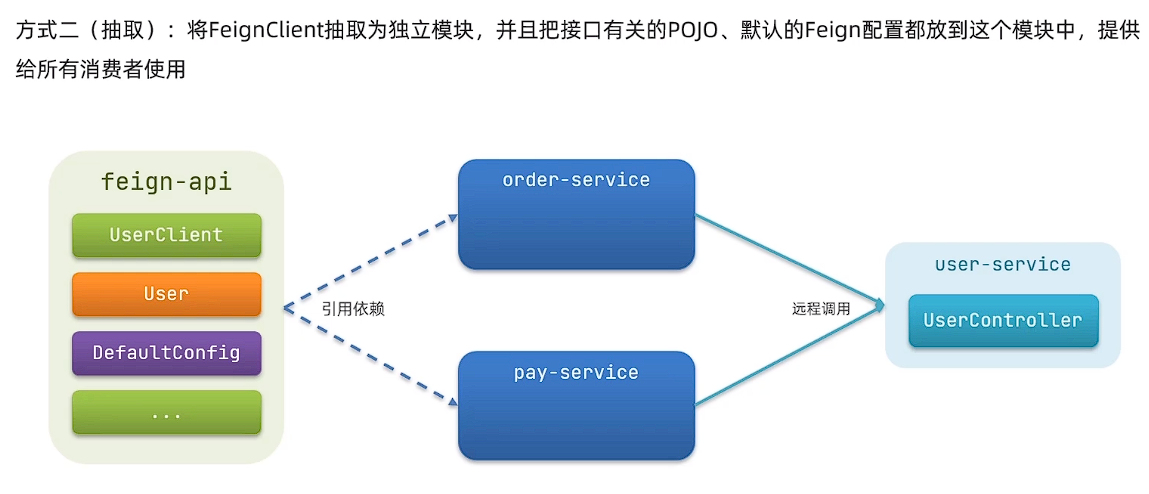 方式二（抽取）：将FeignClient抽取为独立模块，并且把接口有关的POJO、默认的Feign配置都放到这个模块中，提供
给所有消费者使用
feign-api
UserClient
User
DefaultConfig
...
引用依赖
order-service
pay-service
远程调用
user-service
UserController